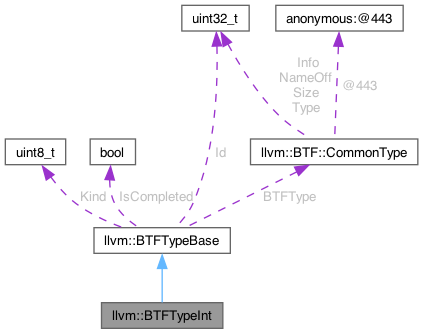 uint32_t
anonymous:@443
Info
NameOff
Size
Type
@443
uint8_t
bool
Id
llvm::BTF::CommonType
Kind
IsCompleted
BTFType
llvm::BTFTypeBase
llvm::BTFTypeInt